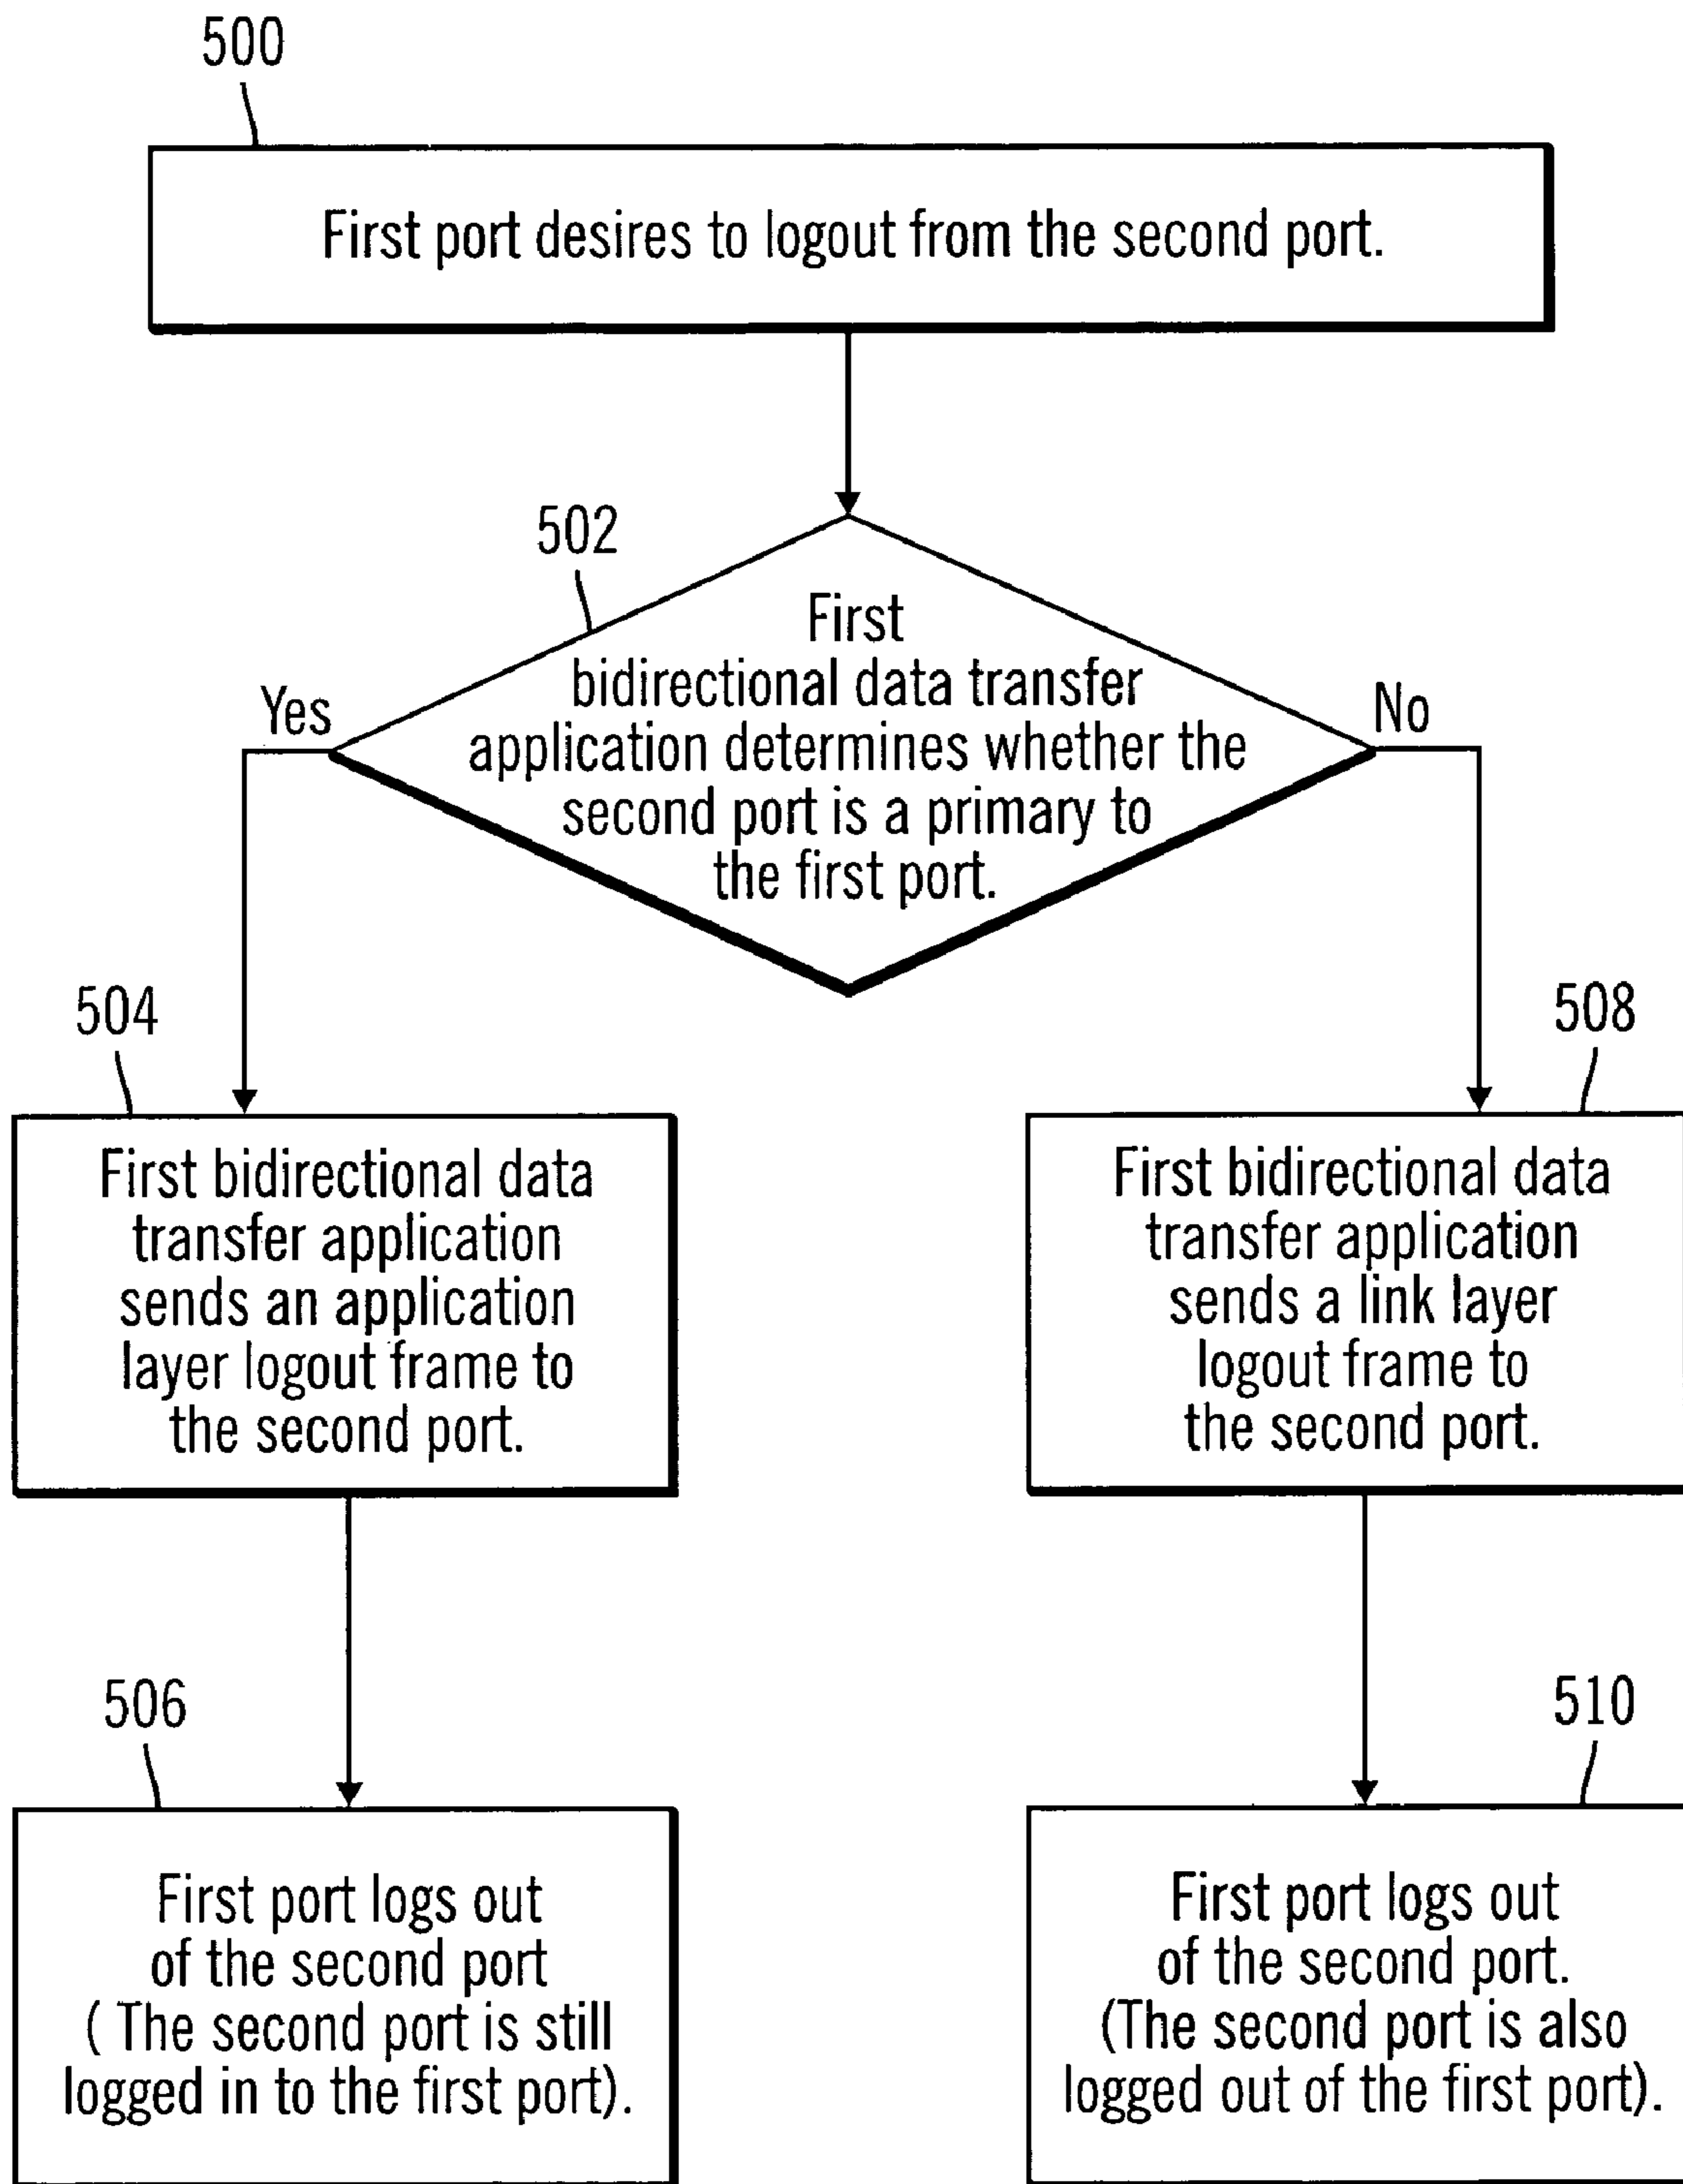 500
First port desires to logout from the second port.
502
First
bidirectional data transfer
application determines whether the
second port is a primary to
the first port.
Yes
No
504
First bidirectional data
transfer application
sends an application
layer logout frame to
the second port.
508
First bidirectional data
transfer application
sends a link layer
logout frame to
the second port.
506
First port logs out
of the second port
( The second port is still
logged in to the first port).
510
First port logs out
of the second port.
(The second port is also
logged out of the first port).